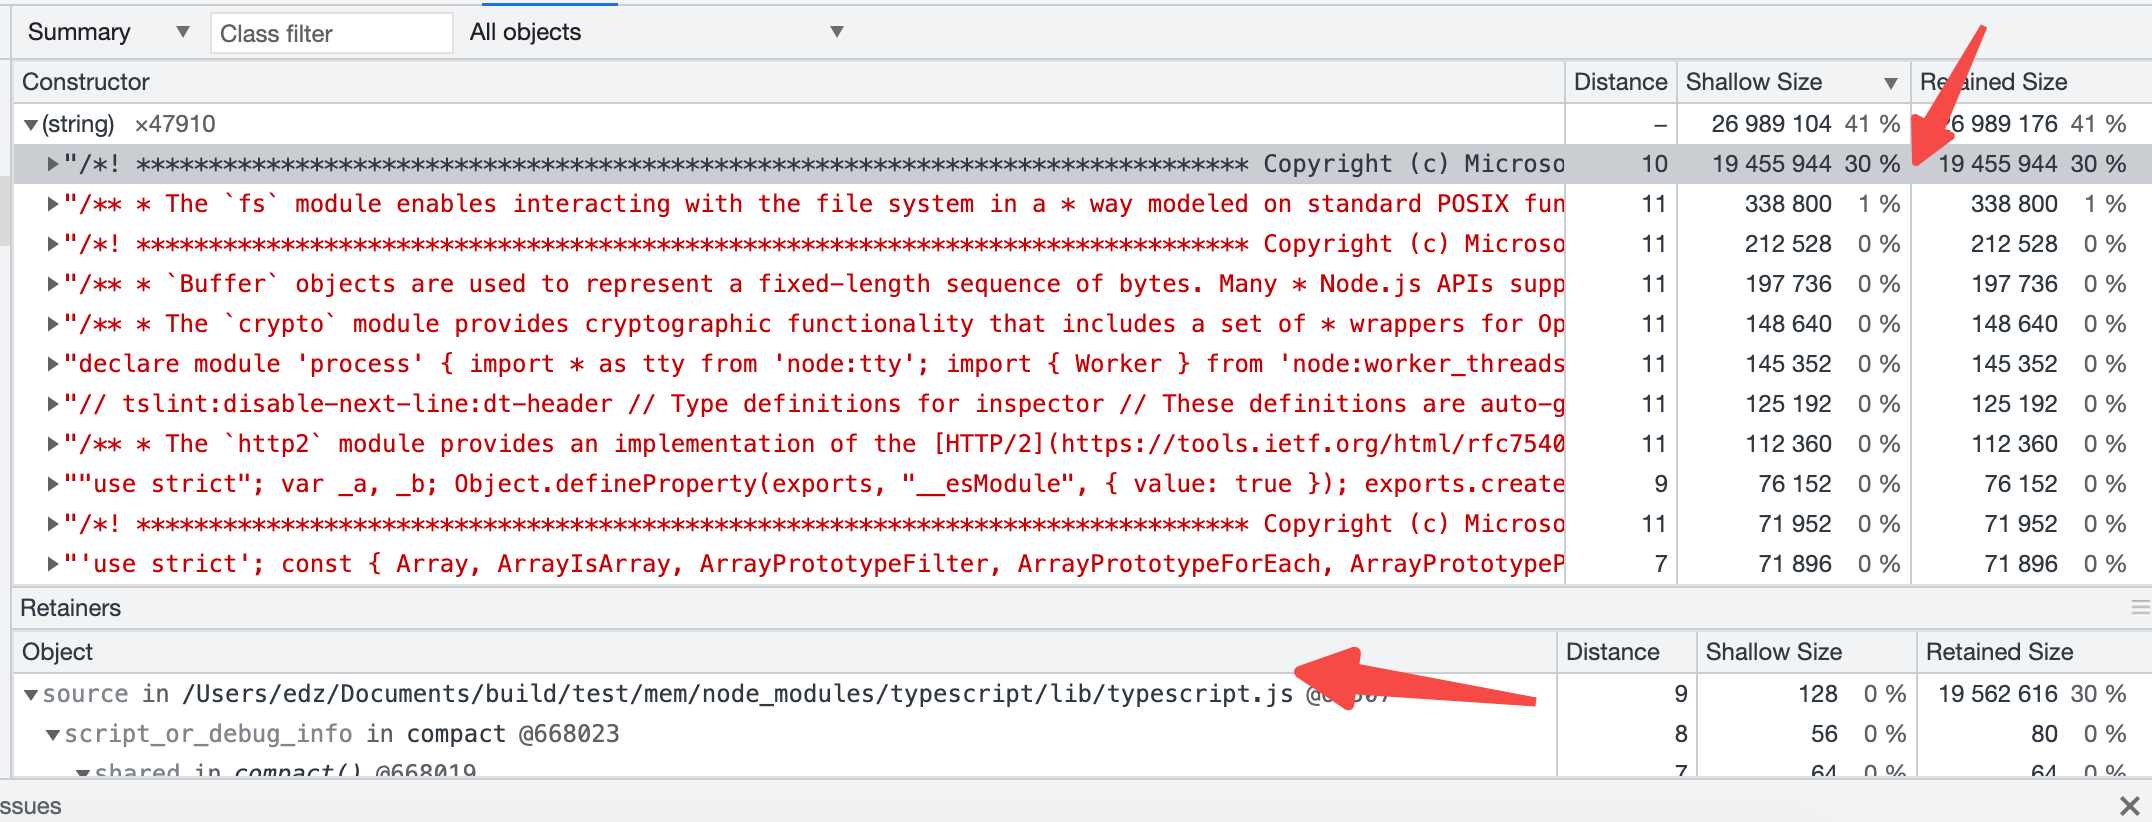 Summary ▼ Class filter All objects ▼
Constructor Distance Shallow Size ▼ Retained Size
▼(string) ×47910 – 26 989 104 41 % 26 989 176 41 %
▶"/*! ***************************************************************************** Copyright (c) Microso 10 19 455 944 30 % 19 455 944 30 %
▶"/** * The `fs` module enables interacting with the file system in a * way modeled on standard POSIX fun 11 338 800 1 % 338 800 1 %
▶"/*! ***************************************************************************** Copyright (c) Microso 11 212 528 0 % 212 528 0 %
▶"/** * `Buffer` objects are used to represent a fixed-length sequence of bytes. Many * Node.js APIs supp 11 197 736 0 % 197 736 0 %
▶"/** * The `crypto` module provides cryptographic functionality that includes a set of * wrappers for Op 11 148 640 0 % 148 640 0 %
▶"declare module 'process' { import * as tty from 'node:tty'; import { Worker } from 'node:worker_threads 11 145 352 0 % 145 352 0 %
▶"// tslint:disable-next-line:dt-header // Type definitions for inspector // These definitions are auto-g 11 125 192 0 % 125 192 0 %
▶"/** * The `http2` module provides an implementation of the [HTTP/2](https://tools.ietf.org/html/rfc7540 11 112 360 0 % 112 360 0 %
▶""use strict"; var _a, _b; Object.defineProperty(exports, "__esModule", { value: true }); exports.create 9 76 152 0 % 76 152 0 %
▶"/*! ***************************************************************************** Copyright (c) Microso 11 71 952 0 % 71 952 0 %
▶"'use strict'; const { Array, ArrayIsArray, ArrayPrototypeFilter, ArrayPrototypeForEach, ArrayPrototypeP 7 71 896 0 % 71 896 0 %
Retainers
Object Distance Shallow Size Retained Size
▼source in /Users/edz/Documents/build/test/mem/node_modules/typescript/lib/typescript.js 9 128 0 % 19 562 616 30 %
▼script_or_debug_info in compact @668023 8 56 0 % 80 0 %
▼shared in compact() @668019 7 64 0 % 64 0 %
ssues